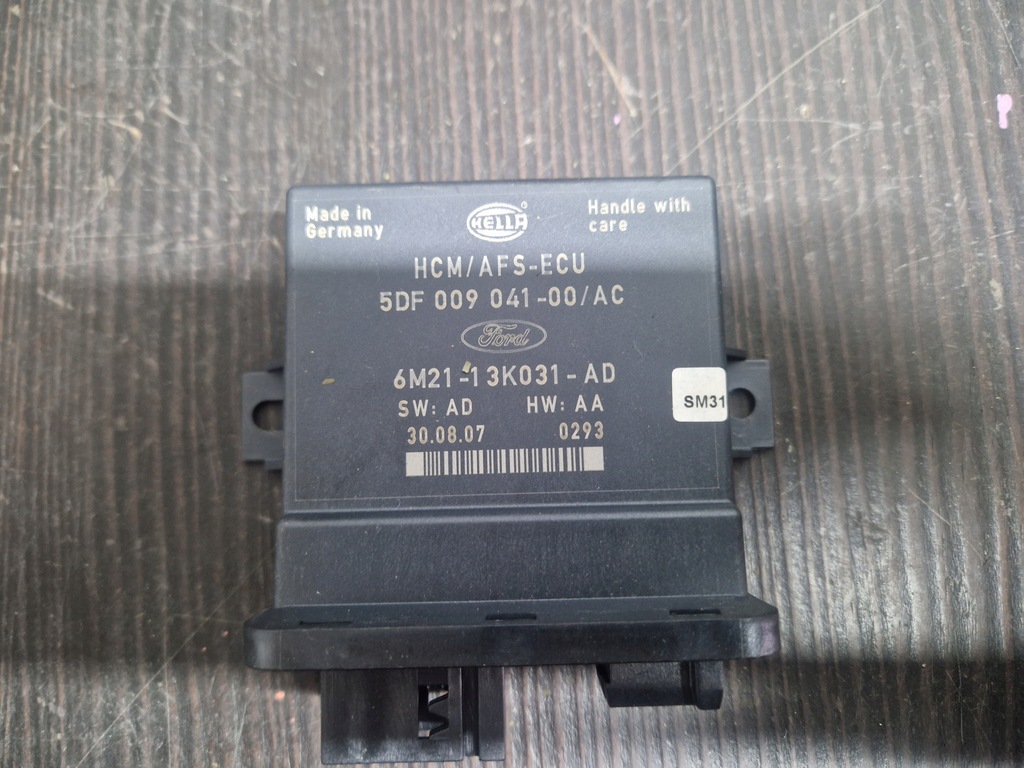 Made in
Germany
HELLA®
Handle with
care
HCM/AFS-ECU
5DF 009 041-00/AC
Ford
6M21-13K031-AD
SW: AD HW: AA
30.08.07 0293
SM31